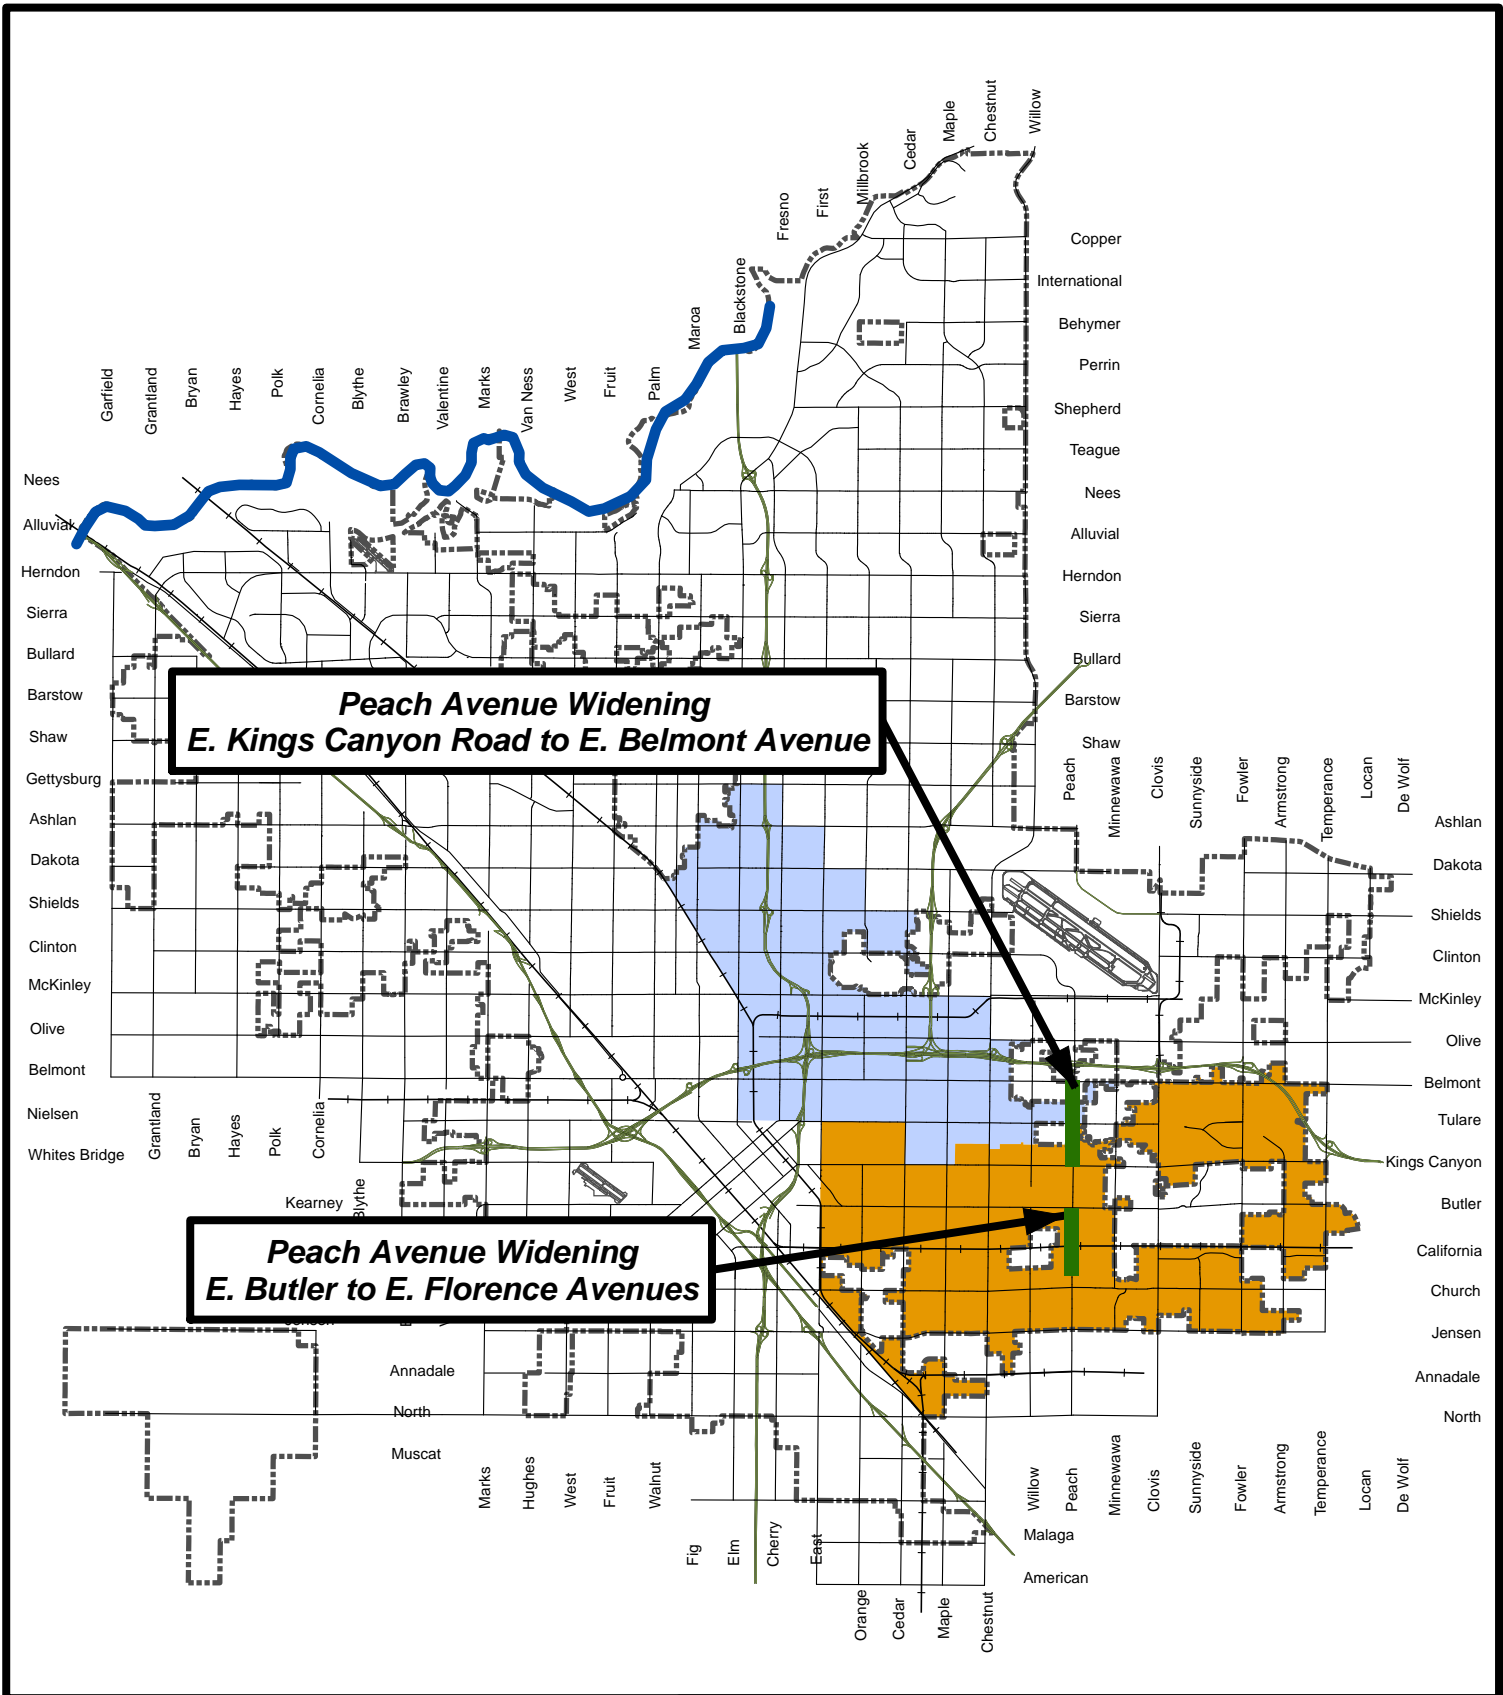 Willow
Chestnut
Maple
Cedar
Millbrook
First
Fresno
Blackstone
Maroa
Palm
Fruit
West
Van Ness
Marks
Valentine
Brawley
Blythe
Cornelia
Polk
Hayes
Bryan
Grantland
Garfield
Copper
International
Behymer
Perrin
Shepherd
Teague
Nees
Alluvial
Herndon
Sierra
Bullard
Barstow
Shaw
Nees
Alluvial
Herndon
Sierra
Bullard
Barstow
Shaw
Gettysburg
Ashlan
Dakota
Shields
Clinton
McKinley
Olive
Belmont
Nielsen
Whites Bridge
Peach Avenue Widening
E. Kings Canyon Road to E. Belmont Avenue
Peach
Minnewawa
Clovis
Sunnyside
Fowler
Armstrong
Temperance
Locan
De Wolf
Ashlan
Dakota
Shields
Clinton
McKinley
Olive
Belmont
Tulare
Kings Canyon
Butler
California
Church
Jensen
Annadale
North
Grantland
Bryan
Hayes
Polk
Cornelia
Blythe
Kearney
Peach Avenue Widening
E. Butler to E. Florence Avenues
Annadale
North
Muscat
Marks
Hughes
West
Fruit
Walnut
Fig
Elm
Cherry
East
Orange
Cedar
Maple
Chestnut
Malaga
American
Willow
Peach
Minnewawa
Clovis
Sunnyside
Fowler
Armstrong
Temperance
Locan
De Wolf